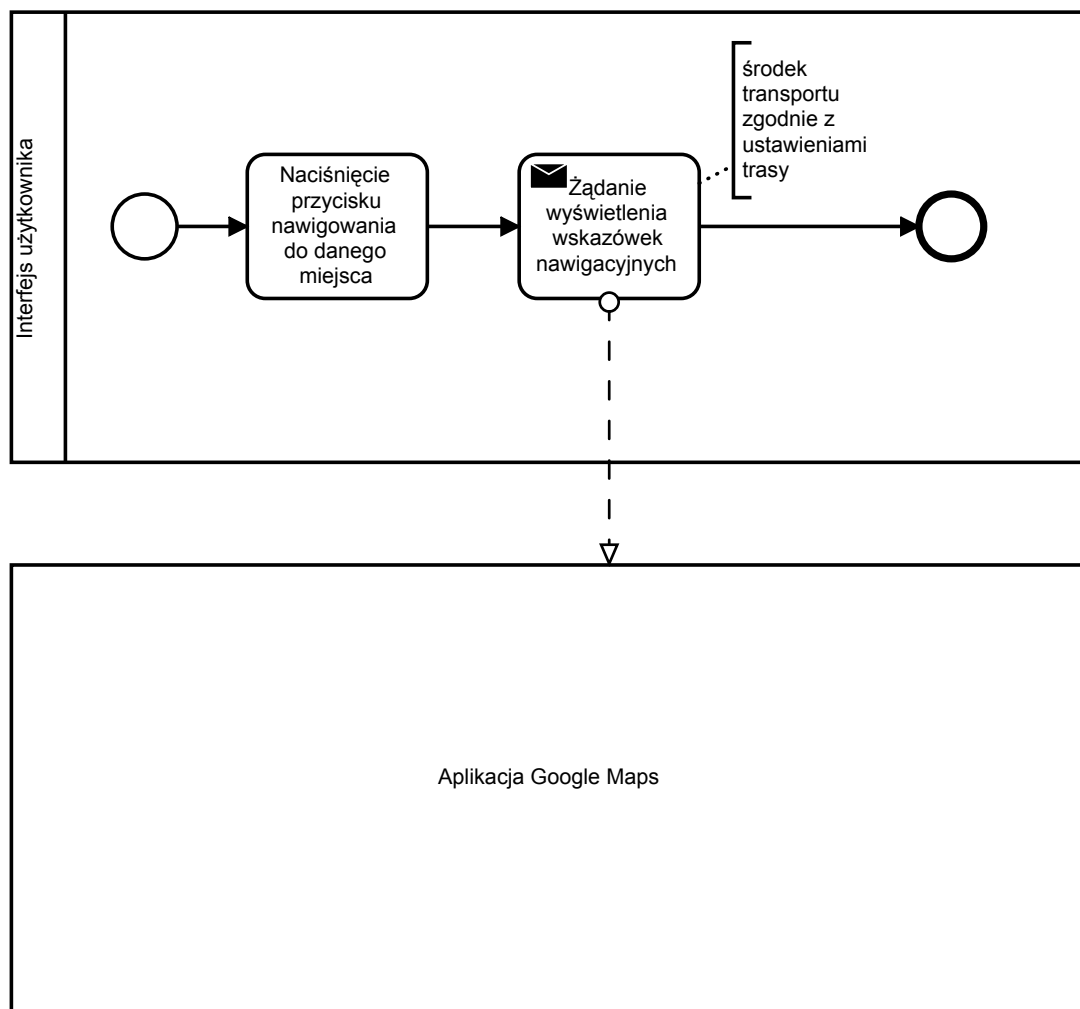 Interfejs użytkownika
Naciśnięcie
przycisku
nawigowania
do danego
miejsca
Żądanie
wyświetlenia
wskazówek
nawigacyjnych
środek
transportu
zgodnie z
ustawieniami
trasy
Aplikacja Google Maps